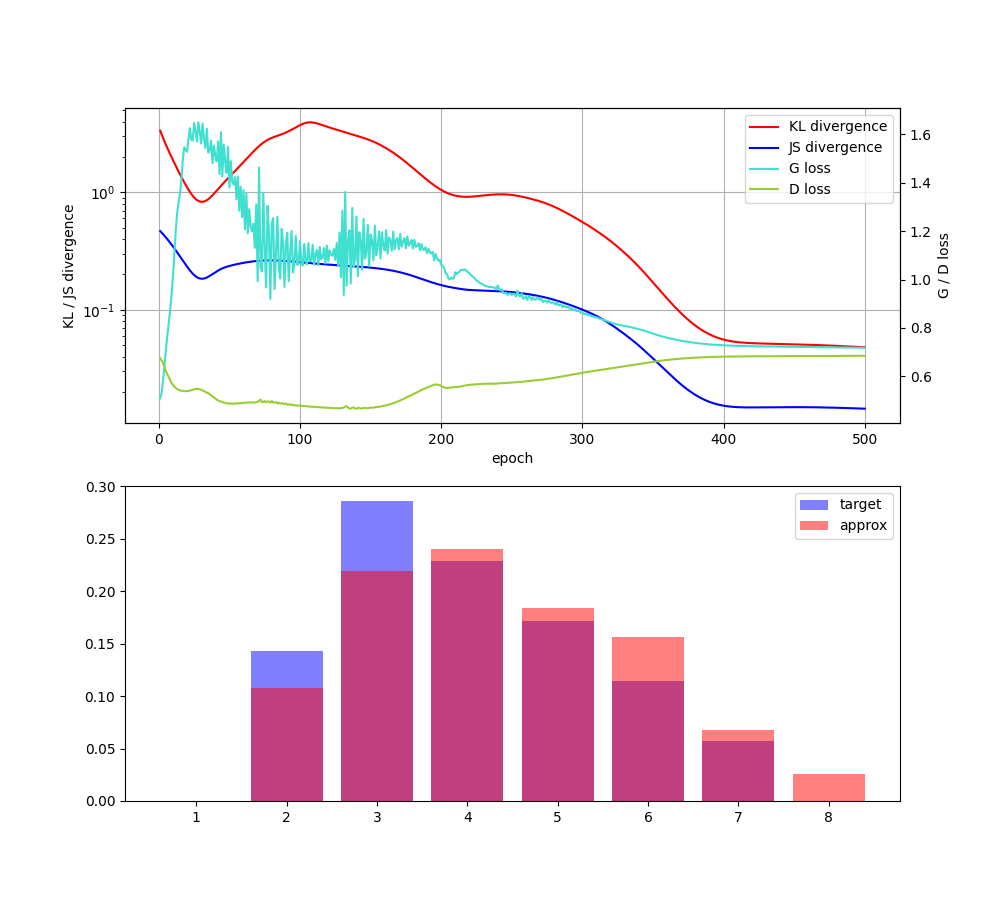 KL divergence
JS divergence
G loss
D loss
10⁰
10⁻¹
KL / JS divergence
1.6
1.4
1.2
1.0
0.8
0.6
G / D loss
0 100 200 300 400 500
epoch
target
approx
0.30
0.25
0.20
0.15
0.10
0.05
0.00
1 2 3 4 5 6 7 8